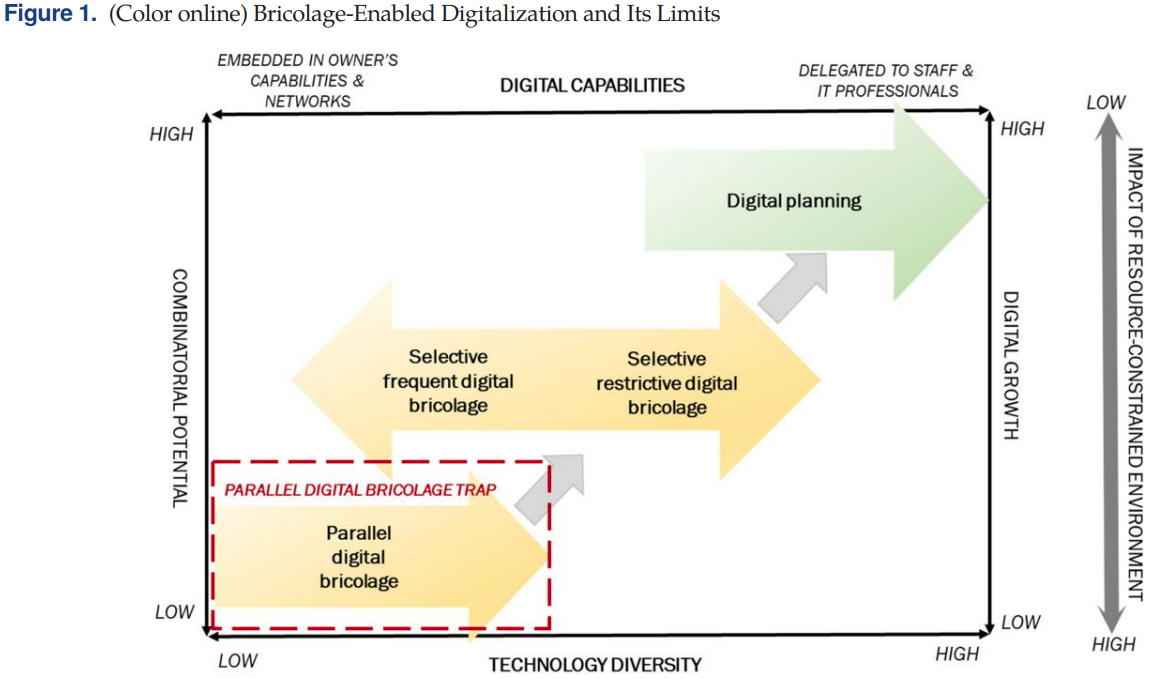 Figure 1. (Color online) Bricolage-Enabled Digitalization and Its Limits
EMBEDDED IN OWNER'S
CAPABILITIES &
NETWORKS
DIGITAL CAPABILITIES
DELEGATED TO STAFF &
IT PROFESSIONALS
LOW
HIGH
HIGH
Digital planning
COMBINATORIAL POTENTIAL
DIGITAL GROWTH
IMPACT OF RESOURCE-CONSTRAINED ENVIRONMENT
Selective
frequent digital
bricolage
Selective
restrictive digital
bricolage
PARALLEL DIGITAL BRICOLAGE TRAP
Parallel
digital
bricolage
LOW
LOW
HIGH
LOW
TECHNOLOGY DIVERSITY
HIGH